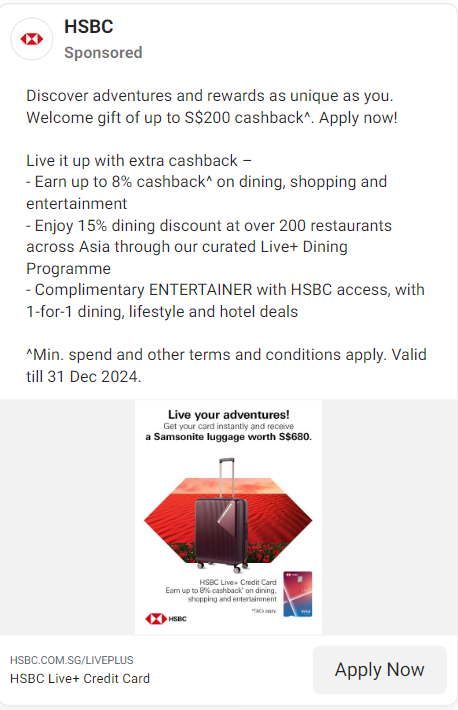 HSBC
Sponsored
Discover adventures and rewards as unique as you.
Welcome gift of up to S$200 cashback^. Apply now!
Live it up with extra cashback –
- Earn up to 8% cashback^ on dining, shopping and
entertainment
- Enjoy 15% dining discount at over 200 restaurants
across Asia through our curated Live+ Dining
Programme
- Complimentary ENTERTAINER with HSBC access, with
1-for-1 dining, lifestyle and hotel deals
^Min. spend and other terms and conditions apply. Valid
till 31 Dec 2024.
Live your adventures!
Get your card instantly and receive
a Samsonite luggage worth S$680.
HSBC Live+ Credit Card
Earn up to 8% cashback^ on dining,
shopping and entertainment
^T&Cs apply.
VISA
HSBC
HSBC.COM.SG/LIVEPLUS
HSBC Live+ Credit Card
Apply Now